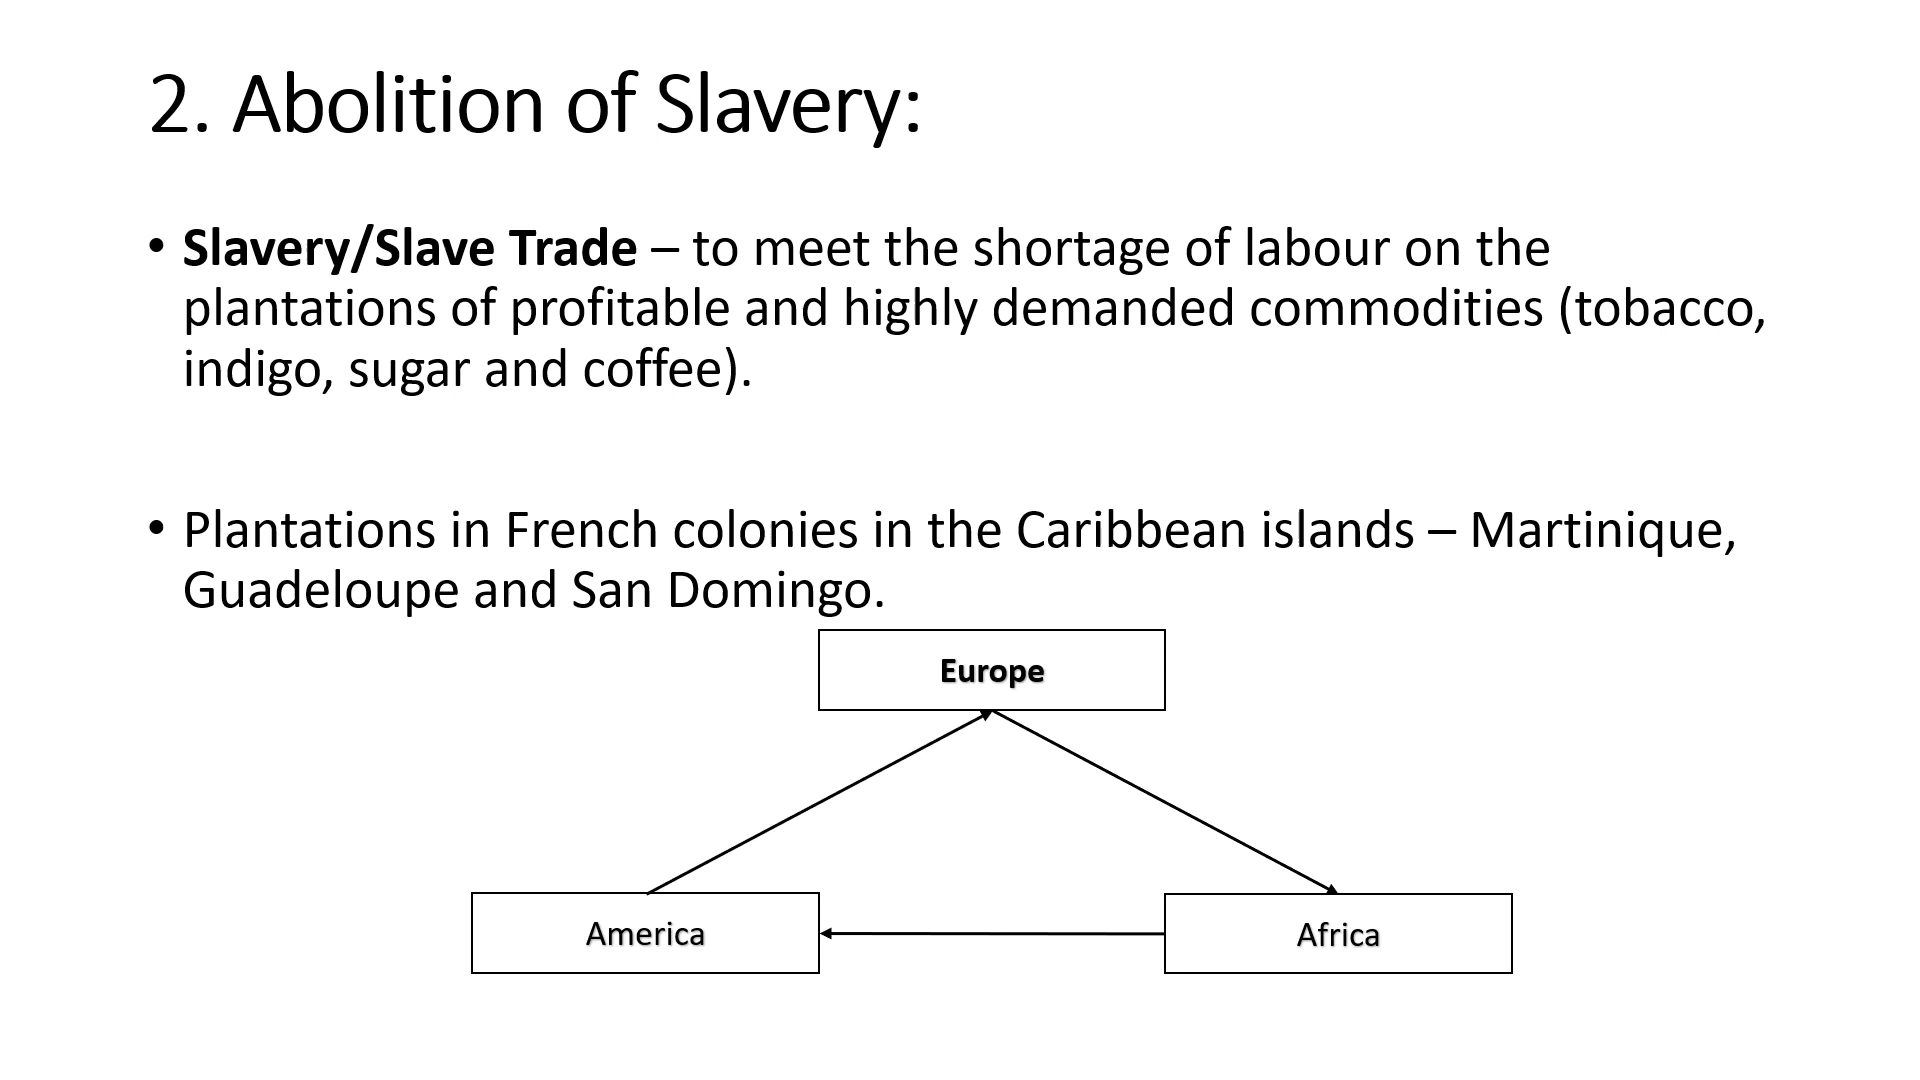 2. Abolition of Slavery:
• Slavery/Slave Trade – to meet the shortage of labour on the
plantations of profitable and highly demanded commodities (tobacco,
indigo, sugar and coffee).
• Plantations in French colonies in the Caribbean islands – Martinique,
Guadeloupe and San Domingo.
Europe
America
Africa